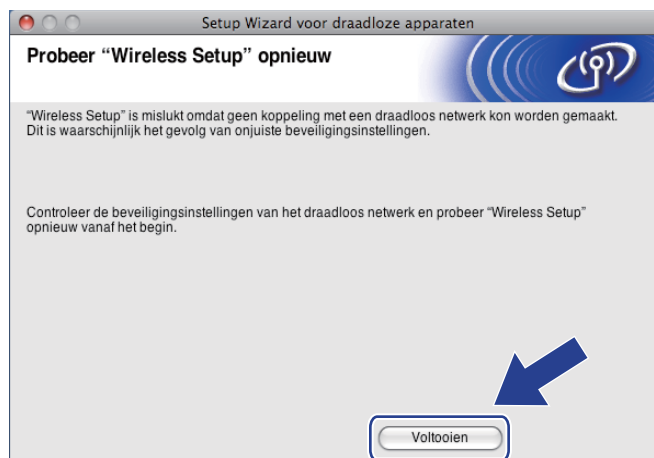 Setup Wizard voor draadloze apparaten
Probeer “Wireless Setup” opnieuw
“Wireless Setup” is mislukt omdat geen koppeling met een draadloos netwerk kon worden gemaakt.
Dit is waarschijnlijk het gevolg van onjuiste beveiligingsinstellingen.
Controleer de beveiligingsinstellingen van het draadloos netwerk en probeer “Wireless Setup”
opnieuw vanaf het begin.
Voltooien